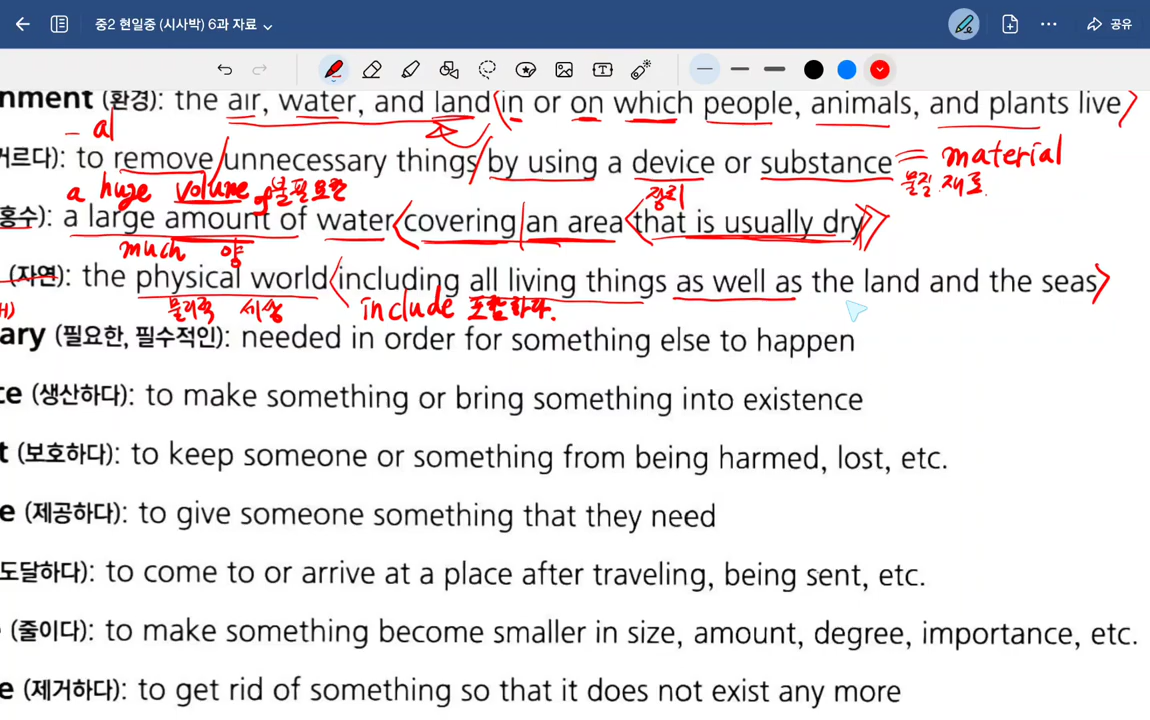 중2 현일중 (시사박) 6과 자료
공유
nment (환경): the air, water, and land (in or on which people, animals, and plants live)
- al
거르다): to remove / unnecessary things / by using a device or substance = material
a huge volume of 불필요한 장치 물질 재료
홍수): a large amount of water <covering an area <that is usually dry>>
much 양
(자연): the physical world <including all living things as well as the land and the seas>
물리적 세상 include 포함하다.
ary (필요한, 필수적인): needed in order for something else to happen
ce (생산하다): to make something or bring something into existence
t (보호하다): to keep someone or something from being harmed, lost, etc.
e (제공하다): to give someone something that they need
도달하다): to come to or arrive at a place after traveling, being sent, etc.
(줄이다): to make something become smaller in size, amount, degree, importance, etc.
e (제거하다): to get rid of something so that it does not exist any more